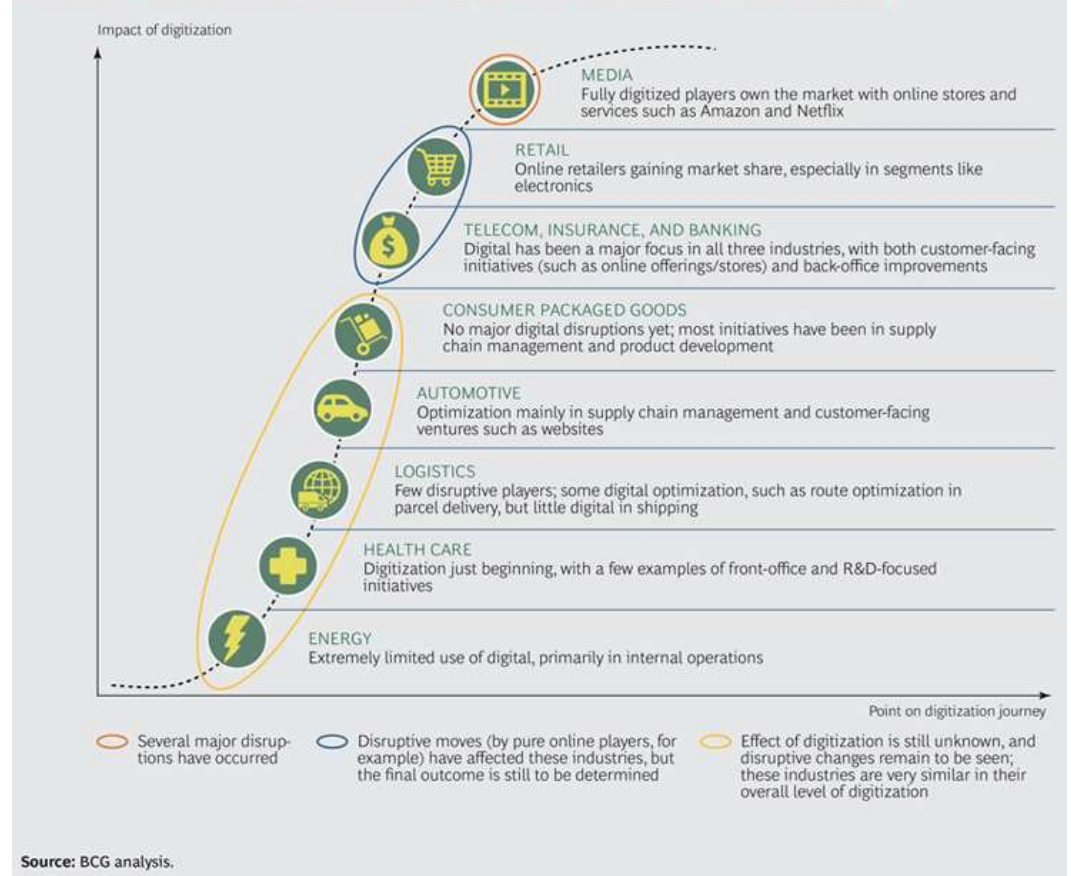 Impact of digitization
MEDIA
Fully digitized players own the market with online stores and
services such as Amazon and Netflix
RETAIL
Online retailers gaining market share, especially in segments like
electronics
$
TELECOM, INSURANCE, AND BANKING
Digital has been a major focus in all three industries, with both customer-facing
initiatives (such as online offerings/stores) and back-office improvements
CONSUMER PACKAGED GOODS
No major digital disruptions yet; most initiatives have been in supply
chain management and product development
AUTOMOTIVE
Optimization mainly in supply chain management and customer-facing
ventures such as websites
LOGISTICS
Few disruptive players; some digital optimization, such as route optimization in
parcel delivery, but little digital in shipping
HEALTH CARE
Digitization just beginning, with a few examples of front-office and R&D-focused
initiatives
ENERGY
Extremely limited use of digital, primarily in internal operations
Point on digitization journey
Several major disrup-
tions have occurred
Disruptive moves (by pure online players, for
example) have affected these industries, but
the final outcome is still to be determined
Effect of digitization is still unknown, and
disruptive changes remain to be seen;
these industries are very similar in their
overall level of digitization
Source: BCG analysis.